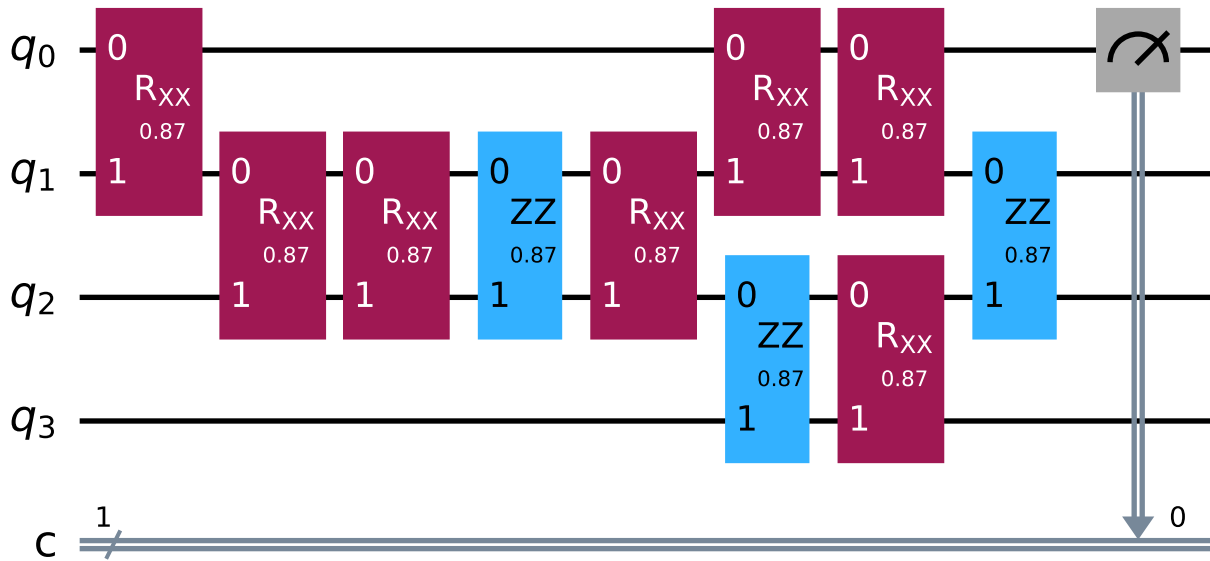 q0 0 0 0
RXX RXX RXX
0.87 0.87 0.87
q1 1 0 0 0 0 1 1 0
RXX RXX ZZ RXX ZZ
0.87 0.87 0.87 0.87 0.87
q2 1 1 1 1 0 0 1
ZZ RXX
0.87 0.87
q3 1 1
1 0
c